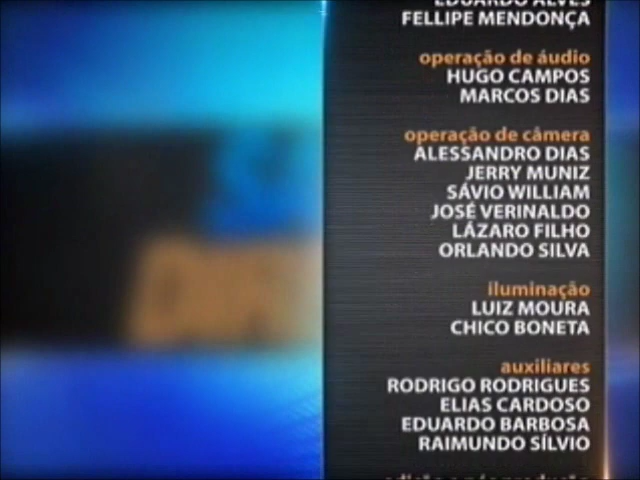 EDUARDO ALVES
FELLIPE MENDONÇA
operação de áudio
HUGO CAMPOS
MARCOS DIAS
operação de câmera
ALESSANDRO DIAS
JERRY MUNIZ
SÁVIO WILLIAM
JOSÉ VERINALDO
LÁZARO FILHO
ORLANDO SILVA
iluminação
LUIZ MOURA
CHICO BONETA
auxiliares
RODRIGO RODRIGUES
ELIAS CARDOSO
EDUARDO BARBOSA
RAIMUNDO SÍLVIO